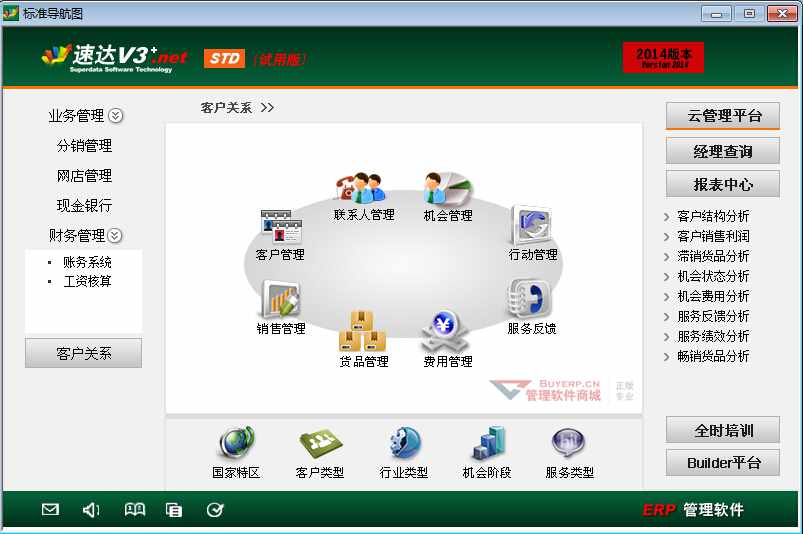 标准导航图
速达V3+.net
Superdata Software Technology
STD
(试用版)
2014版本
Version 2014
业务管理
分销管理
网店管理
现金银行
财务管理
账务系统
工资核算
客户关系
客户关系 >>
联系人管理
机会管理
客户管理
行动管理
销售管理
服务反馈
货品管理
费用管理
BUYERP.CN
管理软件商城
正版
专业
国家特区
客户类型
行业类型
机会阶段
服务类型
云管理平台
经理查询
报表中心
客户结构分析
客户销售利润
滞销货品分析
机会状态分析
机会费用分析
服务反馈分析
服务绩效分析
畅销货品分析
全时培训
Builder平台
ERP 管理软件